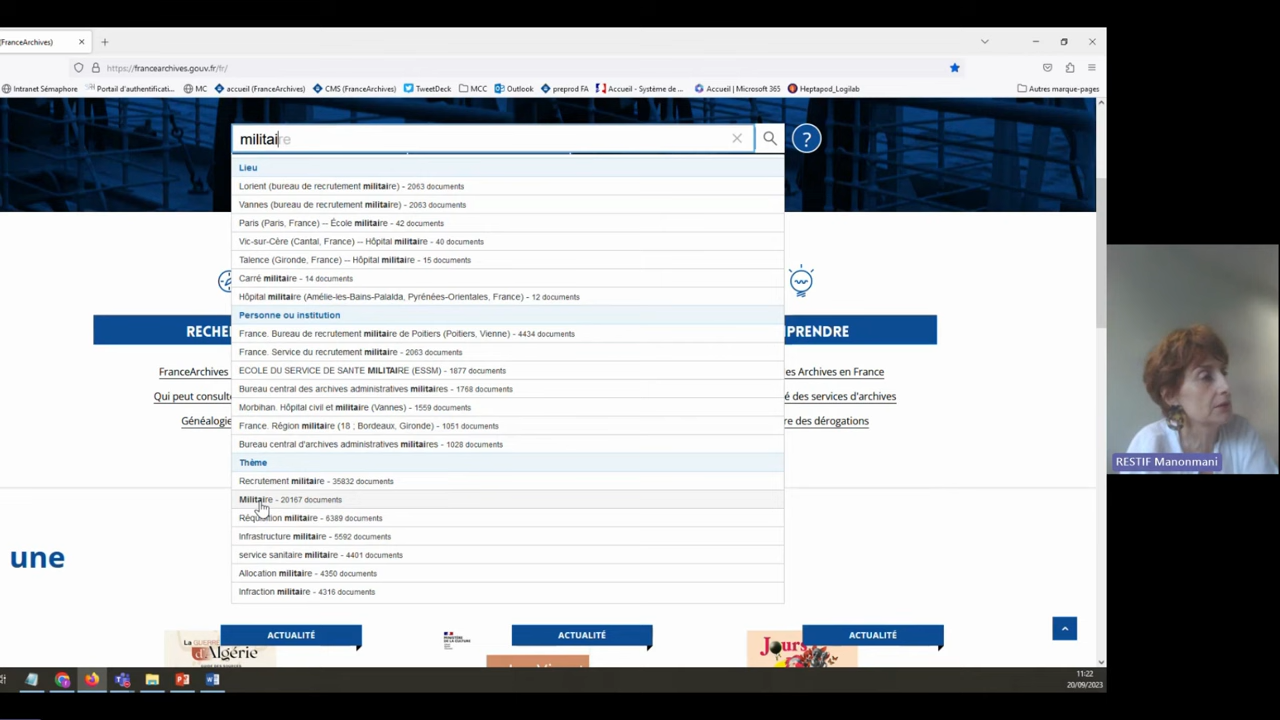 (FranceArchives)
https://francearchives.gouv.fr/fr/
Intranet Sémaphore
Portail d'authentificati...
MC
accueil (FranceArchives)
CMS (FranceArchives)
TweetDeck
MCC
Outlook
preprod FA
Accueil - Système de ...
Accueil | Microsoft 365
Heptapod_Logilab
Autres marque-pages
militaire
?
Lieu
Lorient (bureau de recrutement militaire) - 2063 documents
Vannes (bureau de recrutement militaire) - 2063 documents
Paris (Paris, France) -- École militaire - 42 documents
Vic-sur-Cère (Cantal, France) -- Hôpital militaire - 40 documents
Talence (Gironde, France) -- Hôpital militaire - 15 documents
Carré militaire - 14 documents
Hôpital militaire (Amélie-les-Bains-Palalda, Pyrénées-Orientales, France) - 12 documents
Personne ou institution
France. Bureau de recrutement militaire de Poitiers (Poitiers, Vienne) - 4434 documents
France. Service du recrutement militaire - 2063 documents
ECOLE DU SERVICE DE SANTE MILITAIRE (ESSM) - 1877 documents
Bureau central des archives administratives militaires - 1768 documents
Morbihan. Hôpital civil et militaire (Vannes) - 1559 documents
France. Région militaire (18 ; Bordeaux, Gironde) - 1051 documents
Bureau central d'archives administratives militaires - 1028 documents
Thème
Recrutement militaire - 35832 documents
Militaire - 20167 documents
Réquisition militaire - 6389 documents
Infrastructure militaire - 5592 documents
service sanitaire militaire - 4401 documents
Allocation militaire - 4350 documents
Infraction militaire - 4316 documents
RECHE
PRENDRE
FranceArchives
es Archives en France
Qui peut consult
é des services d'archives
Généalogie
re des dérogations
une
ACTUALITÉ
ACTUALITÉ
ACTUALITÉ
La GUERRE
d'Algérie
MINISTÈRE
DE LA CULTURE
Jours
RESTIF Manonmani
11:22
20/09/2023